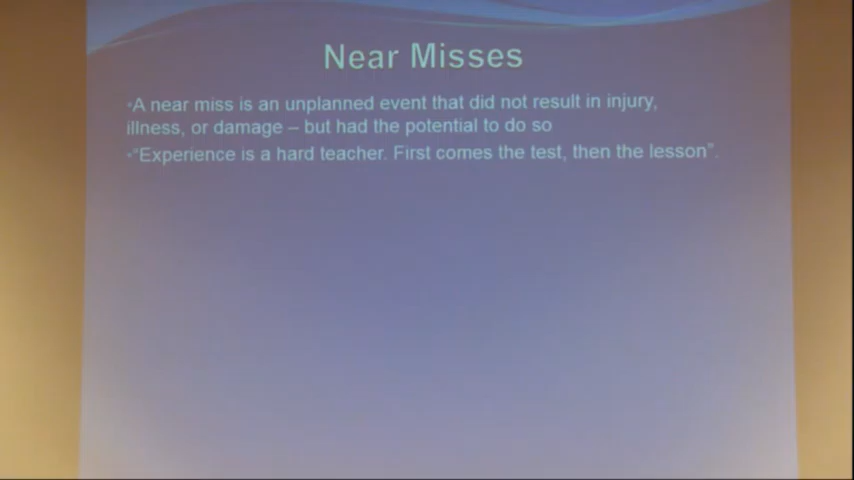 Near Misses
•A near miss is an unplanned event that did not result in injury,
illness, or damage – but had the potential to do so
•"Experience is a hard teacher. First comes the test, then the lesson".